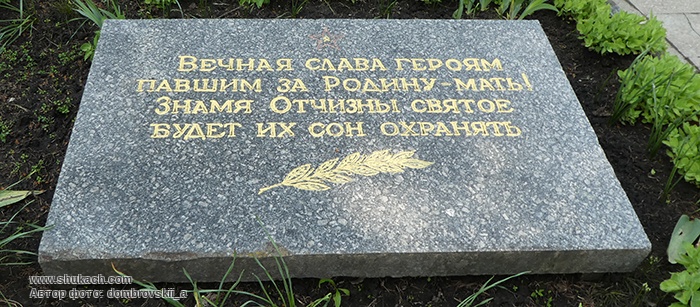 Вечная слава героям
павшим за Родину-мать!
Знамя Отчизны святое
будет их сон охранять
www.shukach.com
Автор фото: dombrovskii_a